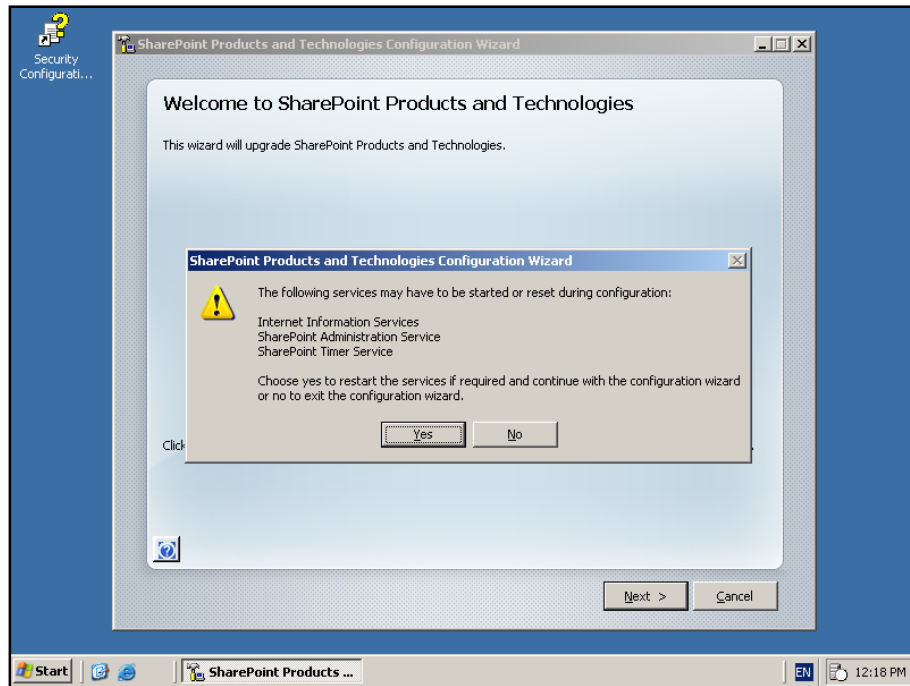 Security
Configurati...
SharePoint Products and Technologies Configuration Wizard
Welcome to SharePoint Products and Technologies
This wizard will upgrade SharePoint Products and Technologies.
SharePoint Products and Technologies Configuration Wizard
The following services may have to be started or reset during configuration:
Internet Information Services
SharePoint Administration Service
SharePoint Timer Service
Choose yes to restart the services if required and continue with the configuration wizard
or no to exit the configuration wizard.
Yes
No
Click
Next >
Cancel
Start
SharePoint Products ...
EN
12:18 PM